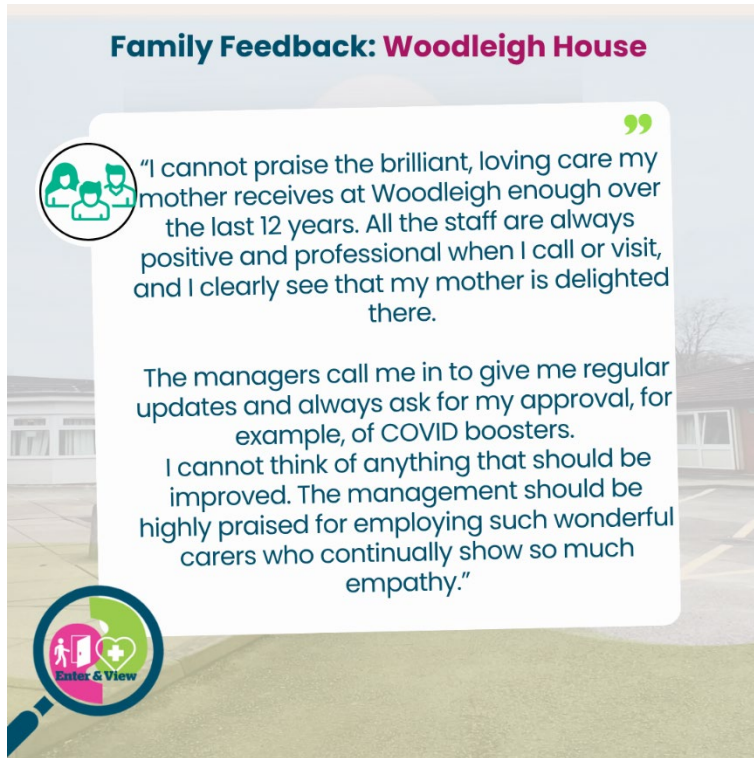 Family Feedback: Woodleigh House
”
“I cannot praise the brilliant, loving care my
mother receives at Woodleigh enough over
the last 12 years. All the staff are always
positive and professional when I call or visit,
and I clearly see that my mother is delighted
there.
The managers call me in to give me regular
updates and always ask for my approval, for
example, of COVID boosters.
I cannot think of anything that should be
improved. The management should be
highly praised for employing such wonderful
carers who continually show so much
empathy.”
Enter & View